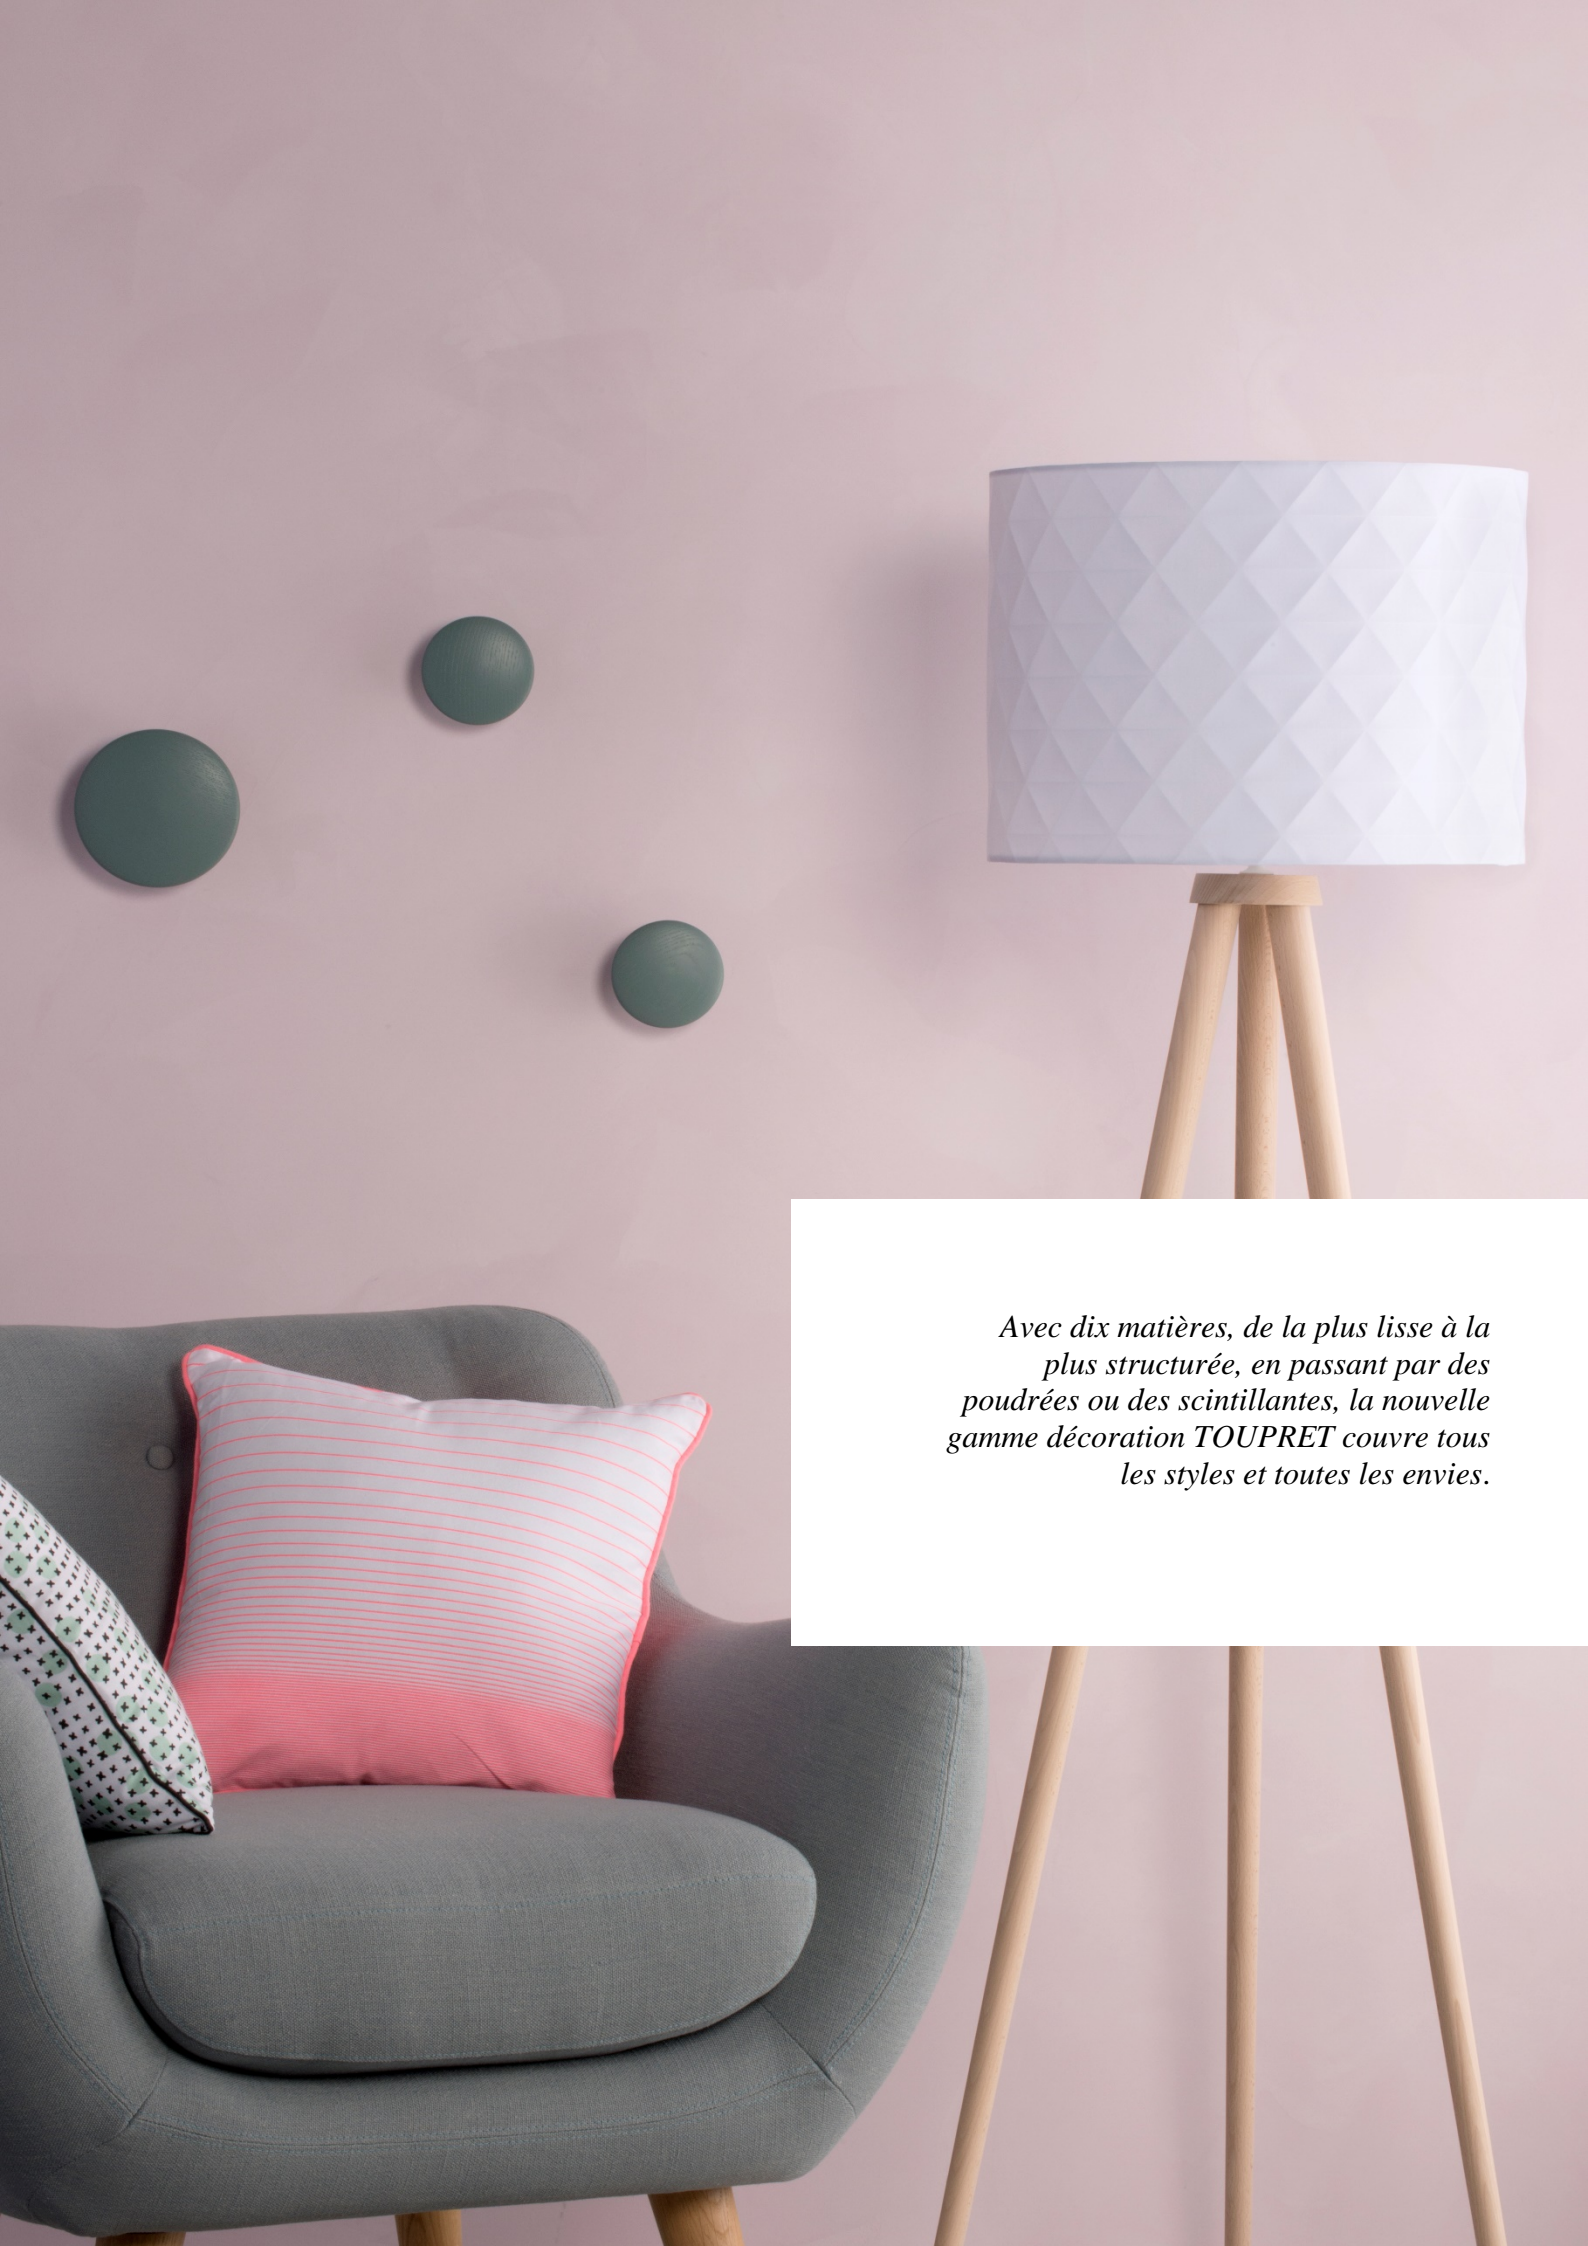 Avec dix matières, de la plus lisse à la
plus structurée, en passant par des
poudrées ou des scintillantes, la nouvelle
gamme décoration TOUPRET couvre tous
les styles et toutes les envies.